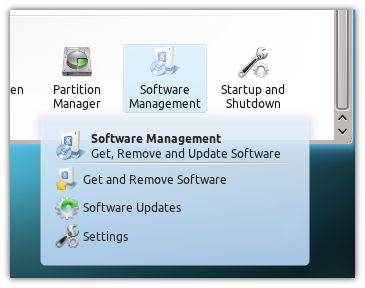 en
Partition
Manager
Software
Management
Startup and
Shutdown
Software Management
Get, Remove and Update Software
Get and Remove Software
Software Updates
Settings